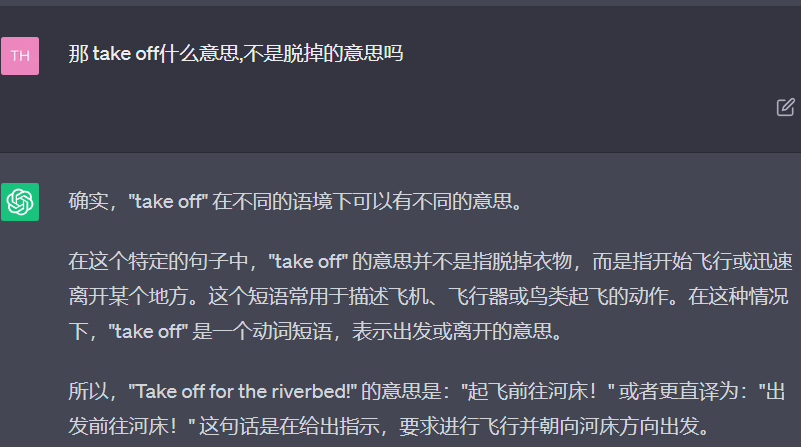 TH
那 take off什么意思,不是脱掉的意思吗
确实，"take off" 在不同的语境下可以有不同的意思。
在这个特定的句子中，"take off" 的意思并不是指脱掉衣物，而是指开始飞行或迅速
离开某个地方。这个短语常用于描述飞机、飞行器或鸟类起飞的动作。在这种情况
下，"take off" 是一个动词短语，表示出发或离开的意思。
所以，"Take off for the riverbed!" 的意思是："起飞前往河床！" 或者更直译为："出
发前往河床！" 这句话是在给出指示，要求进行飞行并朝向河床方向出发。